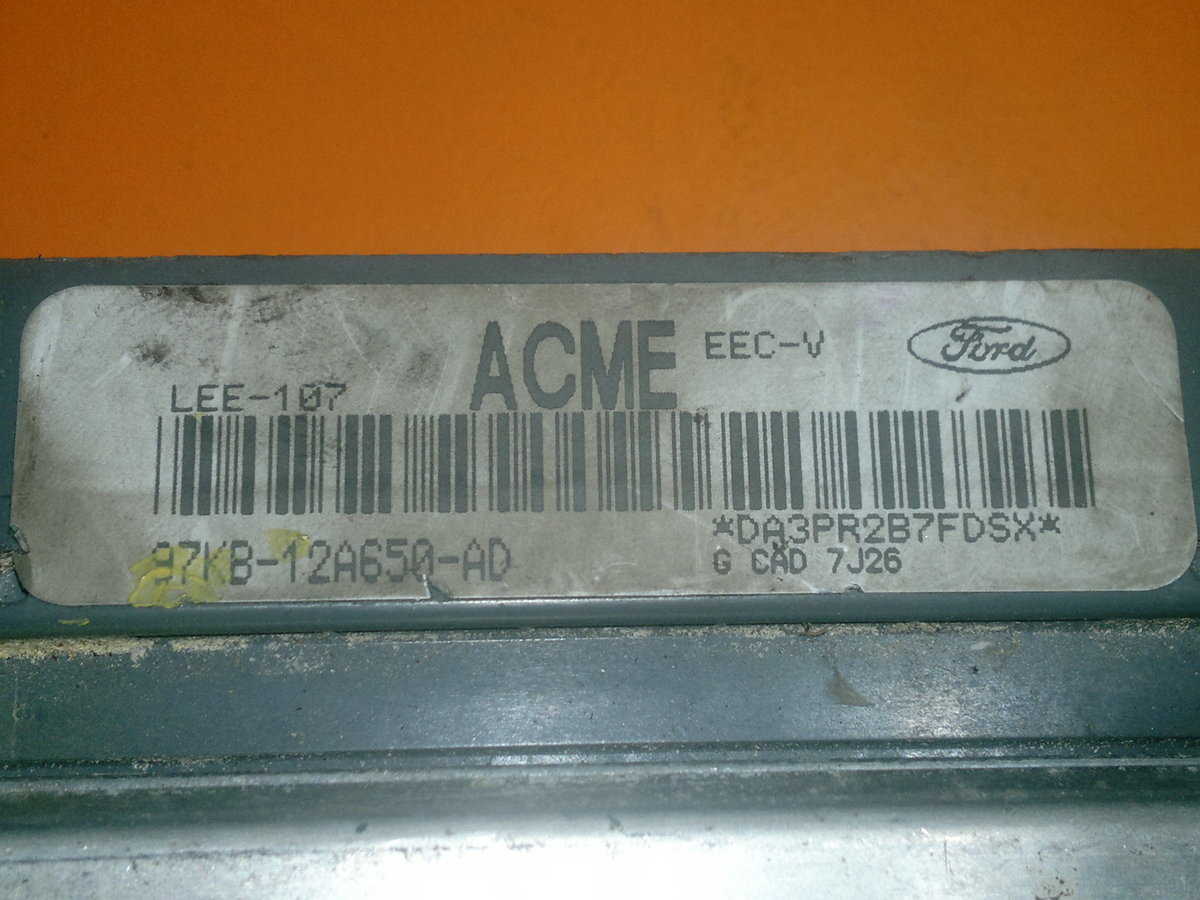 ACME EEC-V Ford
LEE-107
*DA3PR2B7FDSX*
97KB-12A650-AD
G CAD 7J26